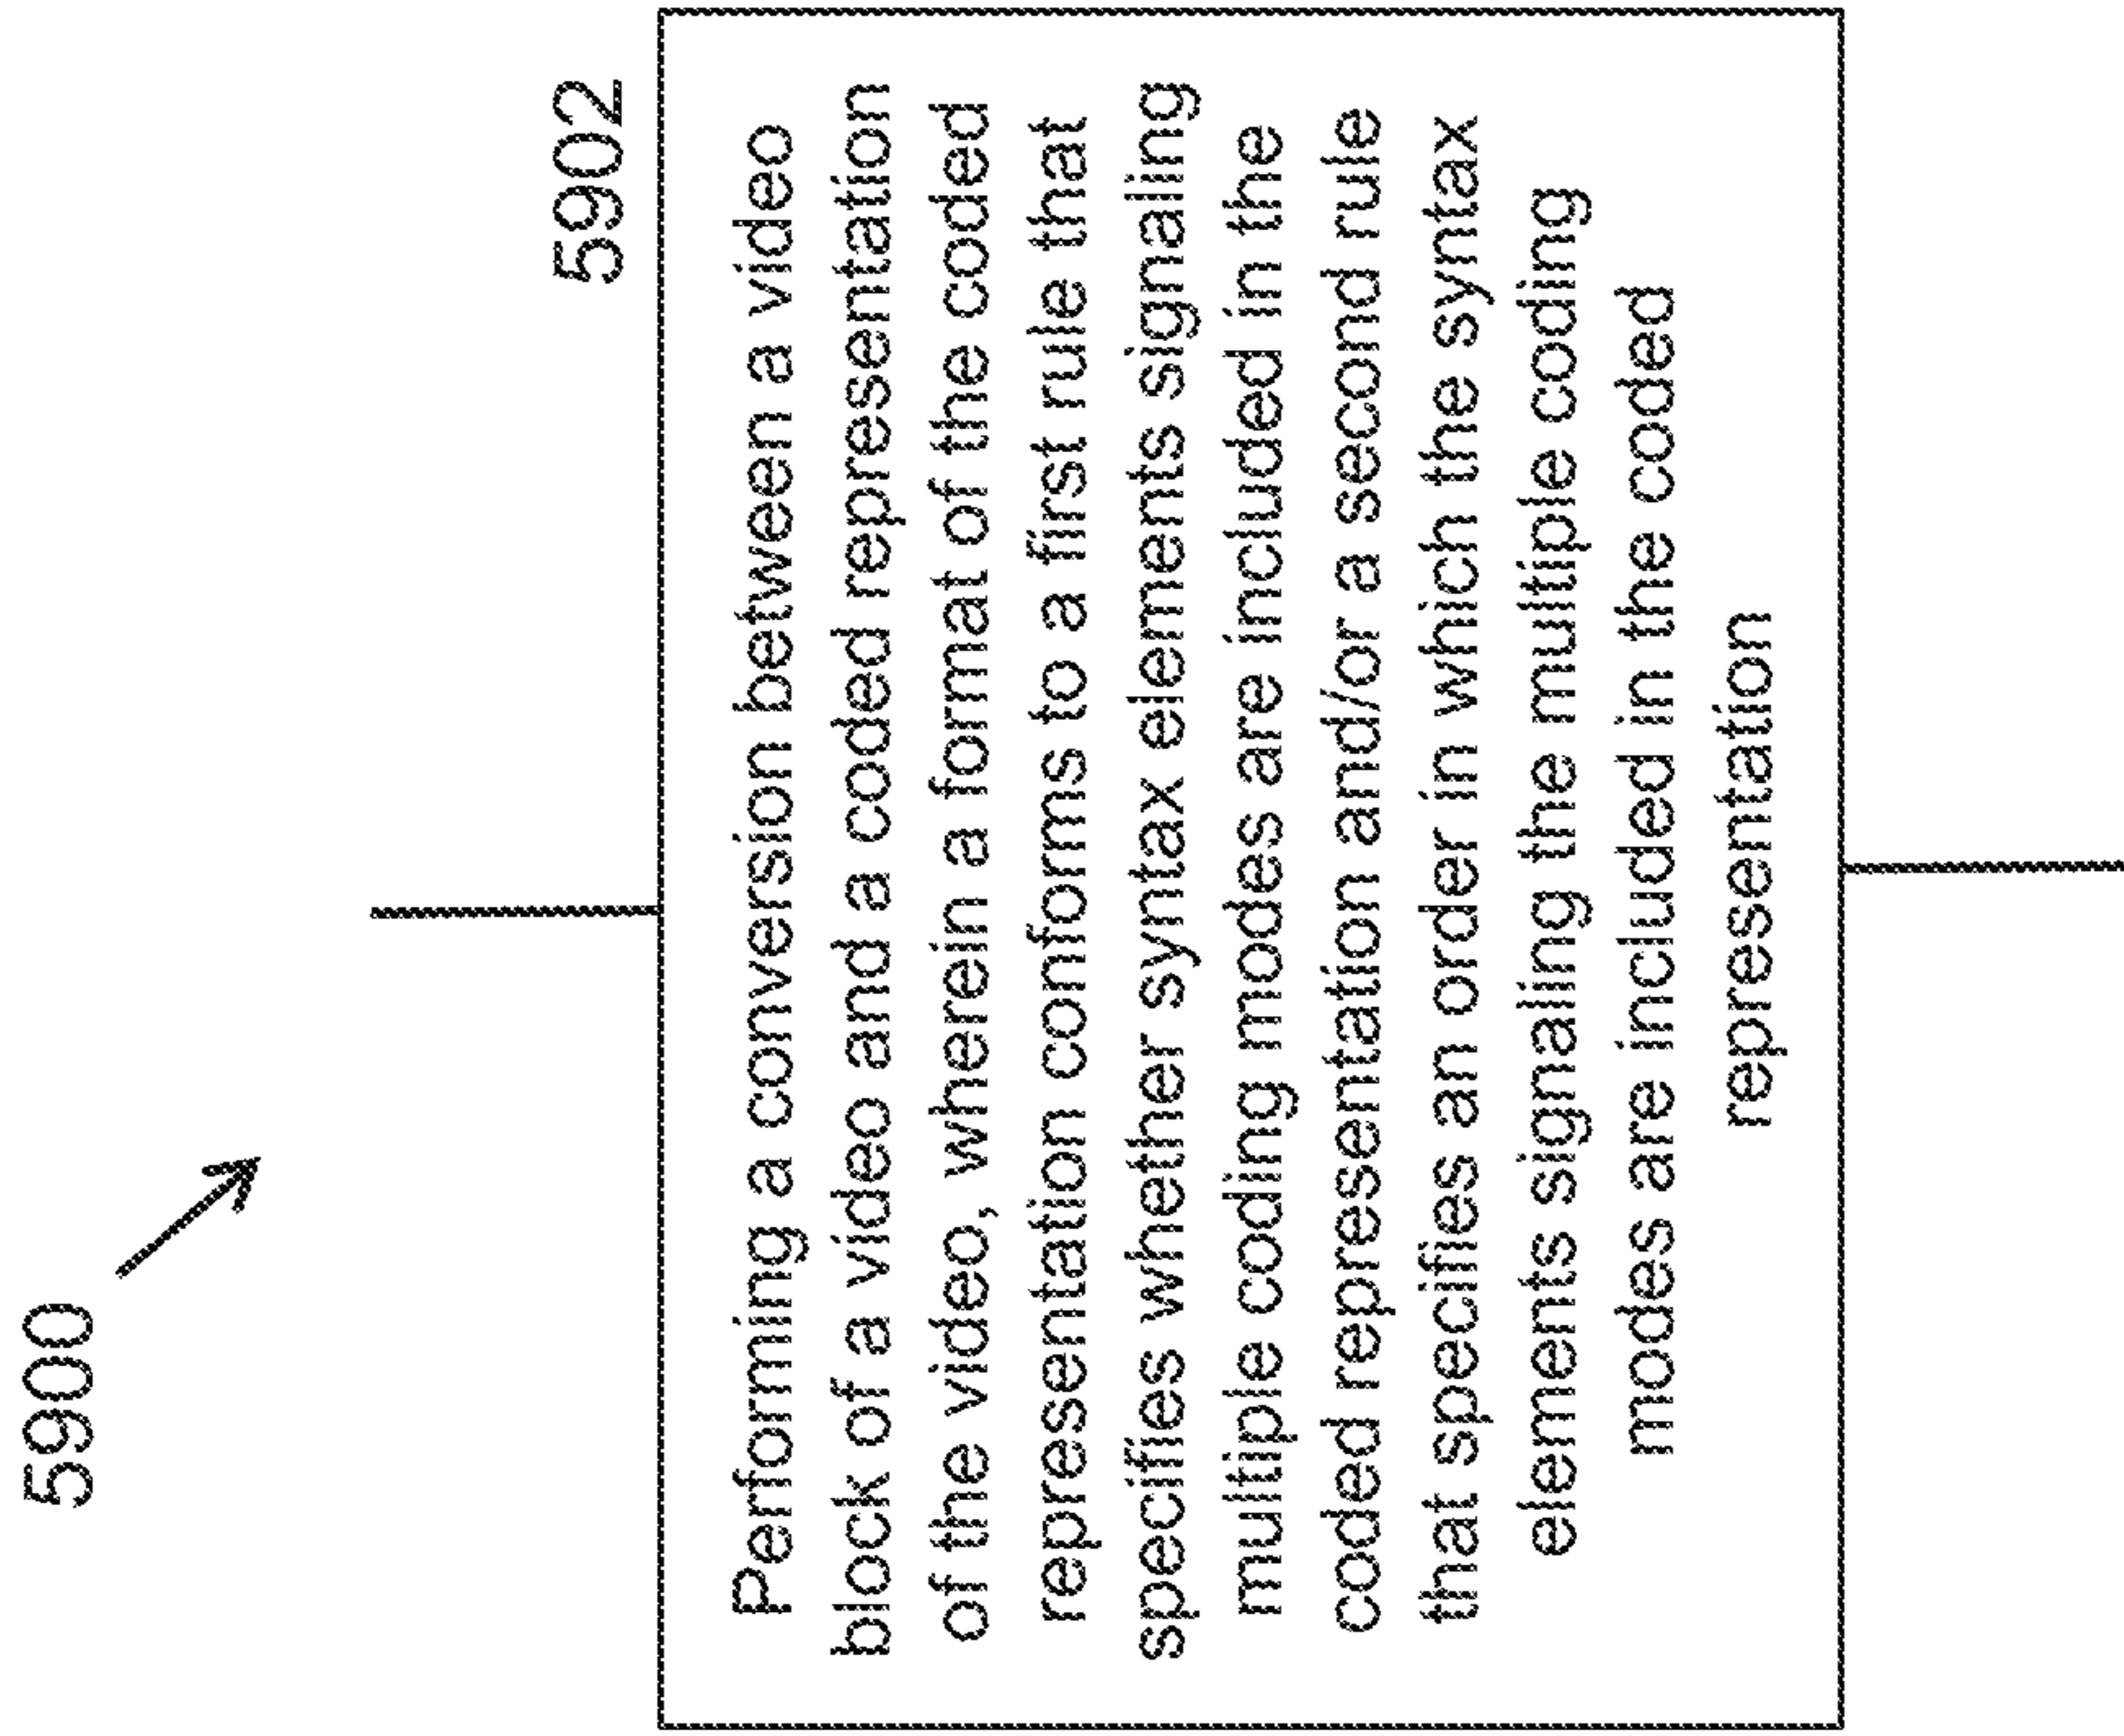 5900
5902
Performing a conversion between a video
block of a video and a coded representation
of the video, wherein a format of the coded
representation conforms to a first rule that
specifies whether syntax elements signaling
multiple coding modes are included in the
coded representation and/or a second rule
that specifies an order in which the syntax
elements signaling the multiple coding
modes are included in the coded
representation